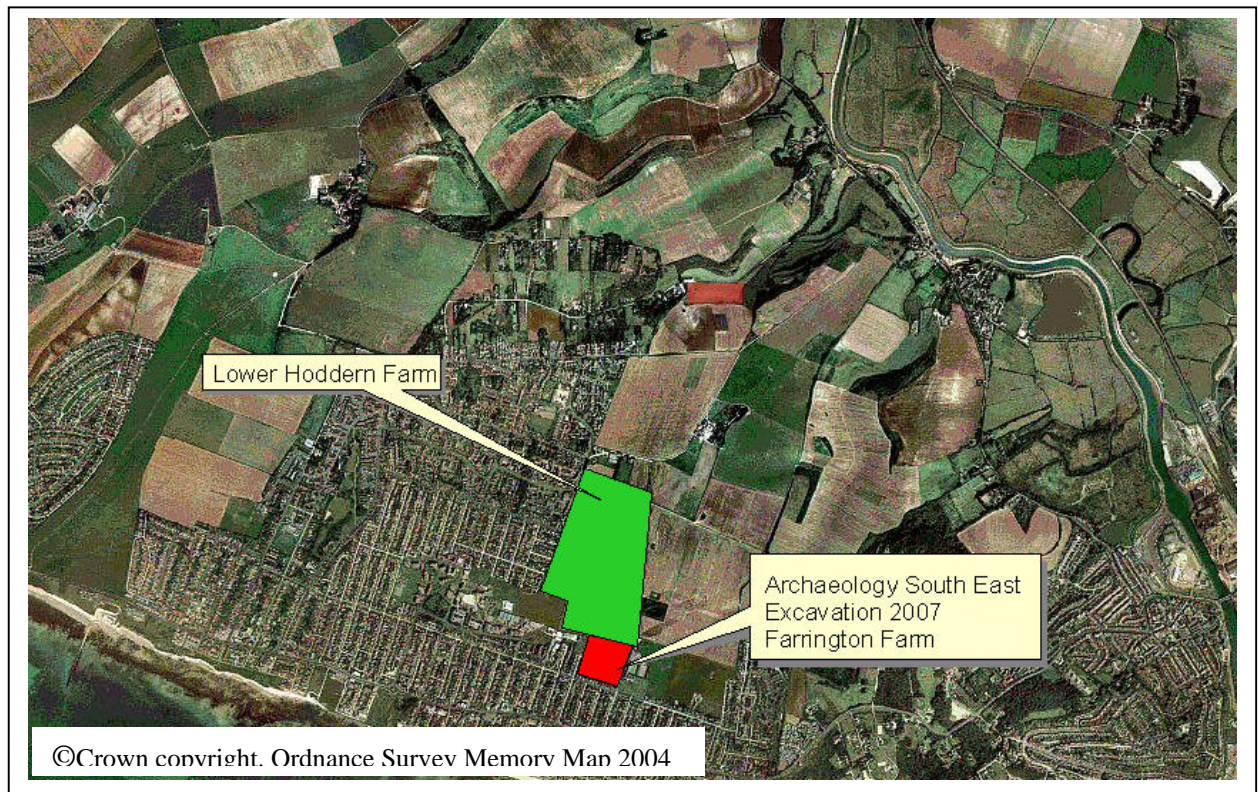 Lower Hoddern Farm
Archaeology South East
Excavation 2007
Farrington Farm
©Crown copyright. Ordnance Survey Memory Map 2004